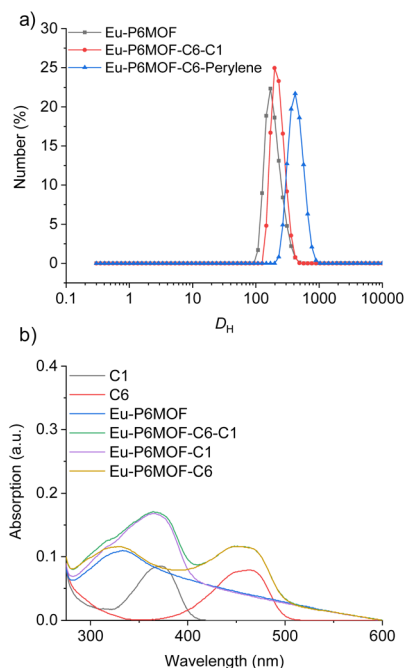 a)
Eu-P6MOF
Eu-P6MOF-C6-C1
Eu-P6MOF-C6-Perylene
30
25
20
15
10
5
0
Number (%)
0.1 1 10 100 1000 10000
D_H
b)
C1
C6
Eu-P6MOF
Eu-P6MOF-C6-C1
Eu-P6MOF-C1
Eu-P6MOF-C6
0.4
0.3
0.2
0.1
0.0
Absorption (a.u.)
300 400 500 600
Wavelength (nm)